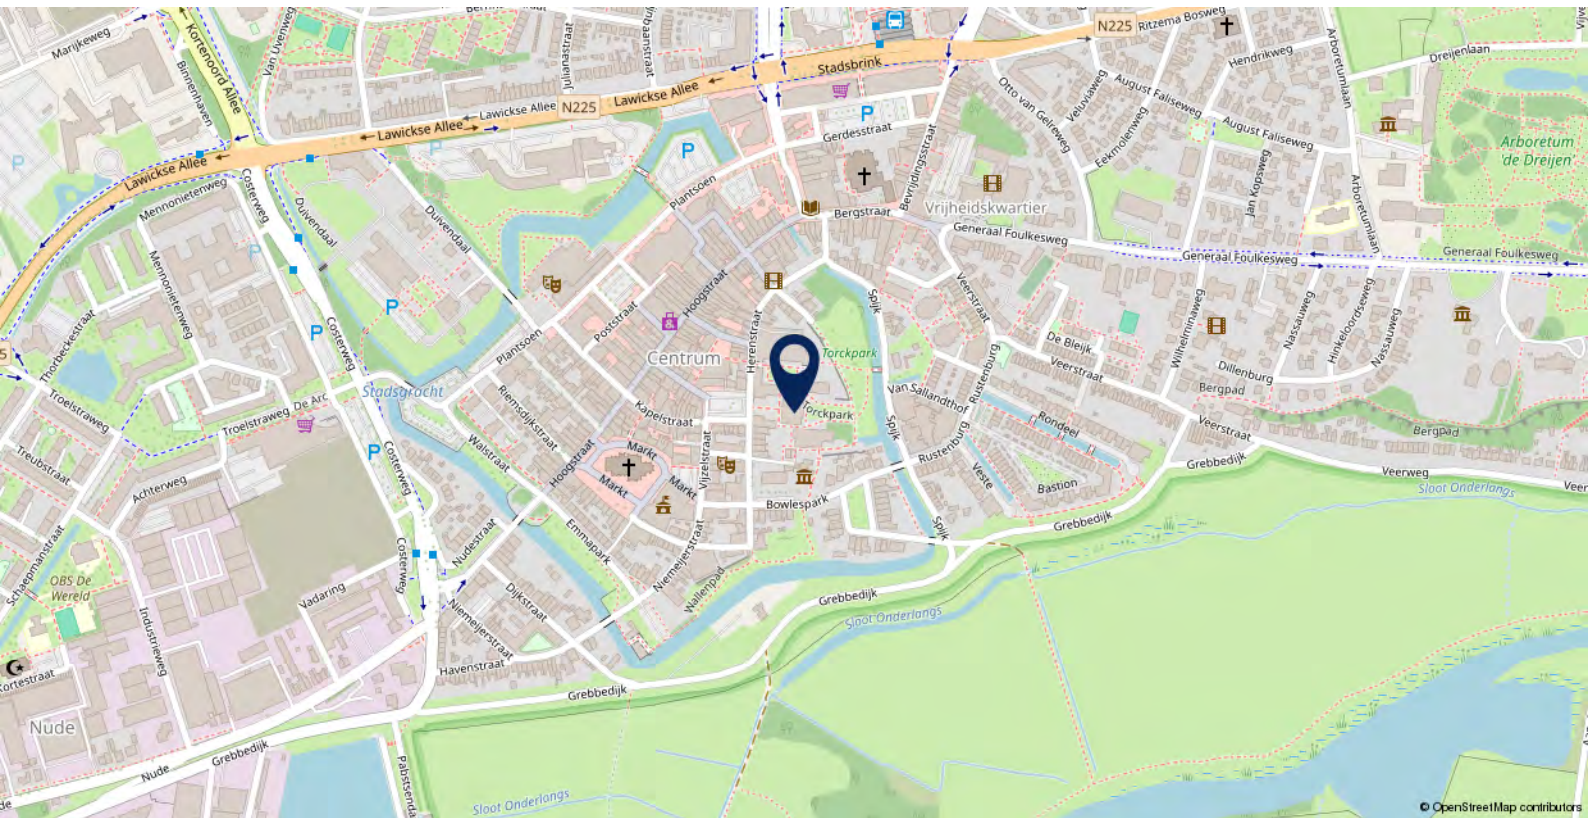 Marijkeweg
Kortenoord Allee
Binnenhaven
Van Uvenweg
Julianastraat
N225
Ritzema Bosweg
Hendrikweg
Arboretumlaan
Dreijenlaan
Stadsbrink
Lawickse Allee
N225
Lawickse Allee
Lawickse Allee
Lawickse Allee
P
P
P
P
Gerdesstraat
Otto van Gelreweg
Veluviaweg
August Faliseweg
August Faliseweg
Eekmolenweg
Jan Kopsweg
Arboretum
'de Dreijen
Arboretumlaan
Mennonietenweg
Costerweg
Duivendaal
Duivendaal
Plantsoen
Bevrijdingsstraat
Bergstraat
Vrijheidskwartier
Generaal Foulkesweg
Generaal Foulkesweg
Generaal Foulkesweg
Mennonietenweg
P
P
P
Thorbeckestraat
Costerweg
Plantsoen
Poststraat
Hoogstraat
Herenstraat
Centrum
Torckpark
Torckpark
Spijk
Veerstraat
De Bleijk
Veerstraat
Wilhelminaweg
Nassauweg
Hinkeloordseweg
Nassauweg
Dillenburg
Bergpad
Bergpad
5
Stadsgracht
Troelstraweg
Troelstraweg
De Arc
Riemsdijkstraat
Kapelstraat
Van Sallandthof
Rustenburg
Rustenburg
Rondeel
Veerstraat
Veerweg
Treubstraat
Achterweg
P
Costerweg
Walstraat
Hoogstraat
Markt
Markt
Markt
Vijzelstraat
Spijk
Veste
Bastion
Grebbedijk
Grebbedijk
Sloot Onderlangs
Bowlespark
Spijk
Schaepmanstraat
OBS De
Wereld
Costerweg
Nudestraat
Emmapark
Niemeijerstraat
Wallenpad
Vadaring
Industrieweg
Dijkstraat
Niemeijerstraat
Havenstraat
Grebbedijk
Sloot Onderlangs
Kortestraat
Nude
Grebbedijk
Grebbedijk
Nude
Sloot Onderlangs
© OpenStreetMap contributors